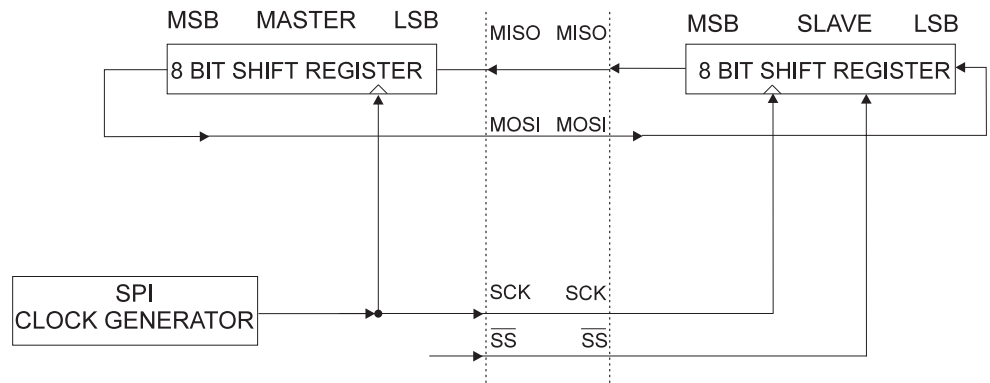 MSB MASTER LSB MISO MISO MSB SLAVE LSB
8 BIT SHIFT REGISTER 8 BIT SHIFT REGISTER
MOSI MOSI
SPI
CLOCK GENERATOR
SCK SCK
SS SS